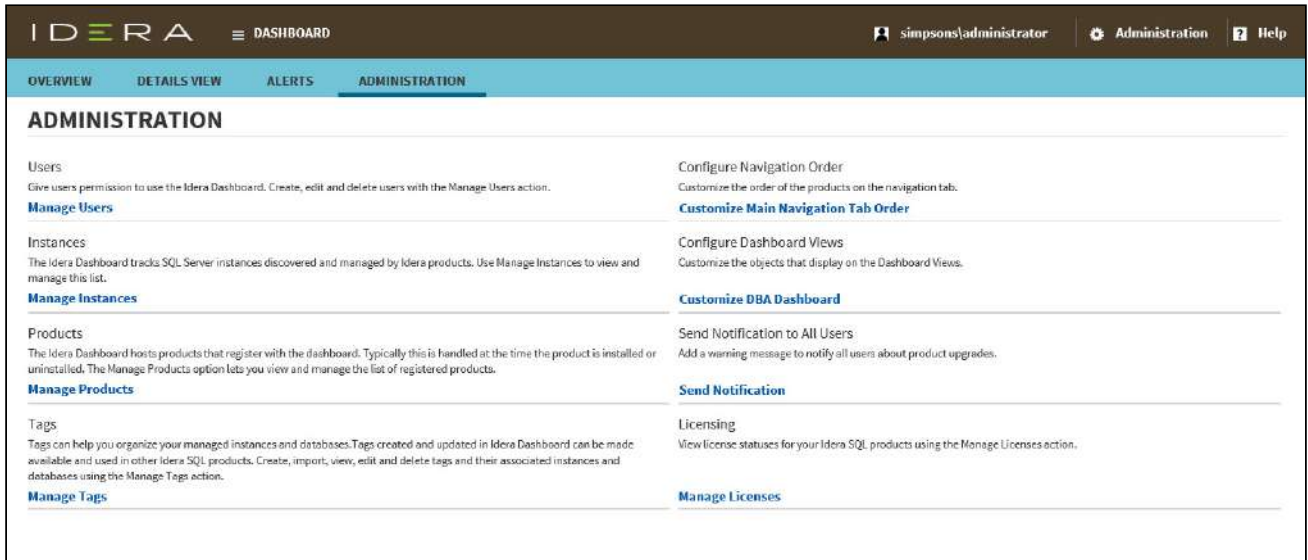 IDERA DASHBOARD simpsons\administrator Administration ? Help
OVERVIEW DETAILS VIEW ALERTS ADMINISTRATION
ADMINISTRATION
Users
Give users permission to use the Idera Dashboard. Create, edit and delete users with the Manage Users action.
Manage Users
Configure Navigation Order
Customize the order of the products on the navigation tab.
Customize Main Navigation Tab Order
Instances
The Idera Dashboard tracks SQL Server instances discovered and managed by Idera products. Use Manage Instances to view and
manage this list.
Manage Instances
Configure Dashboard Views
Customize the objects that display on the Dashboard Views.
Customize DBA Dashboard
Products
The Idera Dashboard hosts products that register with the dashboard. Typically this is handled at the time the product is installed or
uninstalled. The Manage Products option lets you view and manage the list of registered products.
Manage Products
Send Notification to All Users
Add a warning message to notify all users about product upgrades.
Send Notification
Tags
Tags can help you organize your managed instances and databases.Tags created and updated in Idera Dashboard can be made
available and used in other Idera SQL products. Create, import, view, edit and delete tags and their associated instances and
databases using the Manage Tags action.
Manage Tags
Licensing
View license statuses for your Idera SQL products using the Manage Licenses action.
Manage Licenses